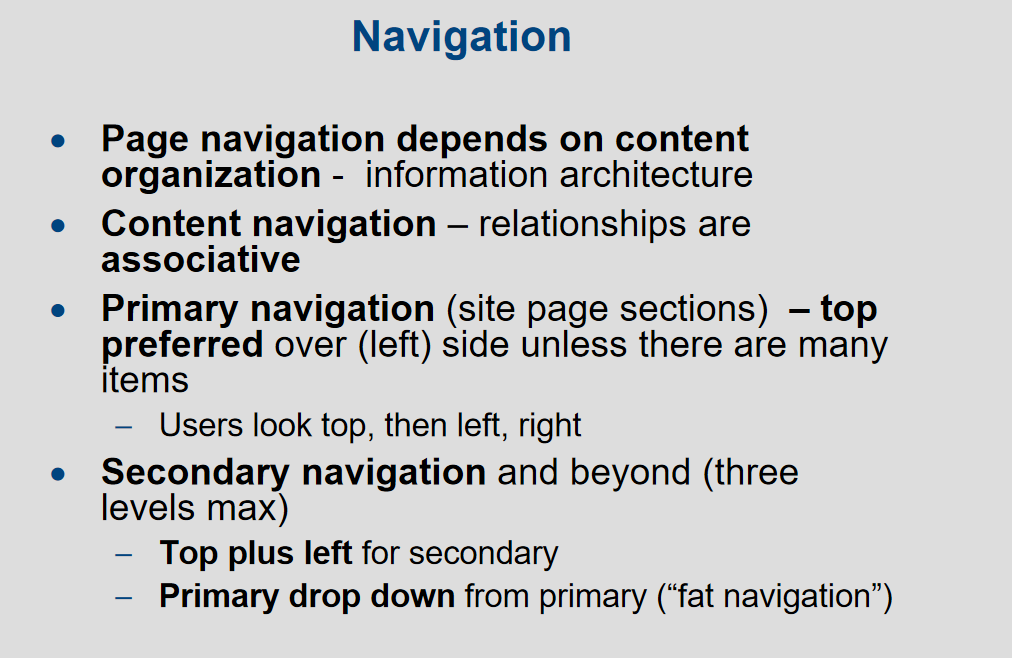 Navigation
• Page navigation depends on content
organization - information architecture
• Content navigation – relationships are
associative
• Primary navigation (site page sections) – top
preferred over (left) side unless there are many
items
– Users look top, then left, right
• Secondary navigation and beyond (three
levels max)
– Top plus left for secondary
– Primary drop down from primary (“fat navigation”)